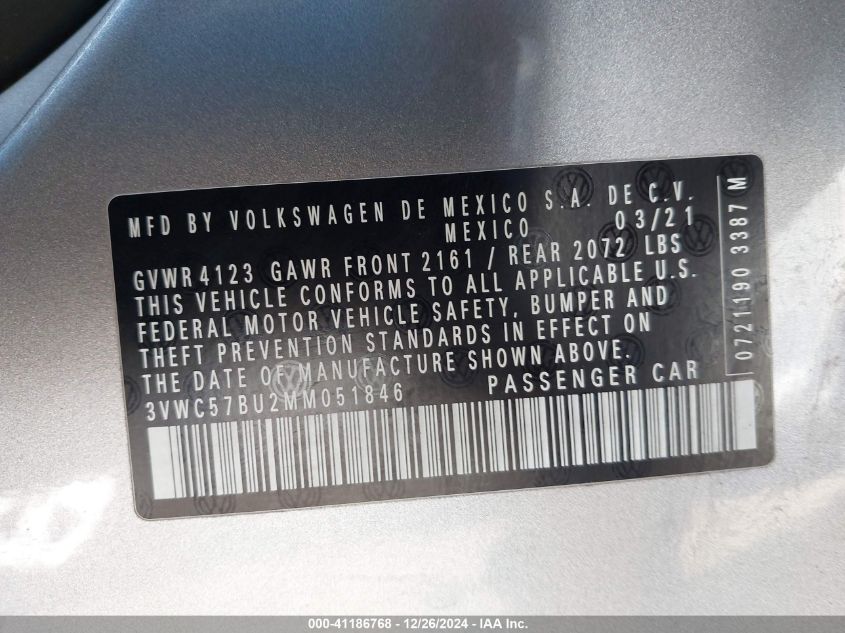 MFD BY VOLKSWAGEN DE MEXICO S.A. DE C.V.
MEXICO 03/21
GVWR 4123 GAWR FRONT 2161 / REAR 2072 LBS
THIS VEHICLE CONFORMS TO ALL APPLICABLE U.S.
FEDERAL MOTOR VEHICLE SAFETY, BUMPER AND
THEFT PREVENTION STANDARDS IN EFFECT ON
THE DATE OF MANUFACTURE SHOWN ABOVE.
3VWC57BU2MM051846 PASSENGER CAR
0721190 3387 M
000-41186768 - 12/26/2024 - IAA Inc.